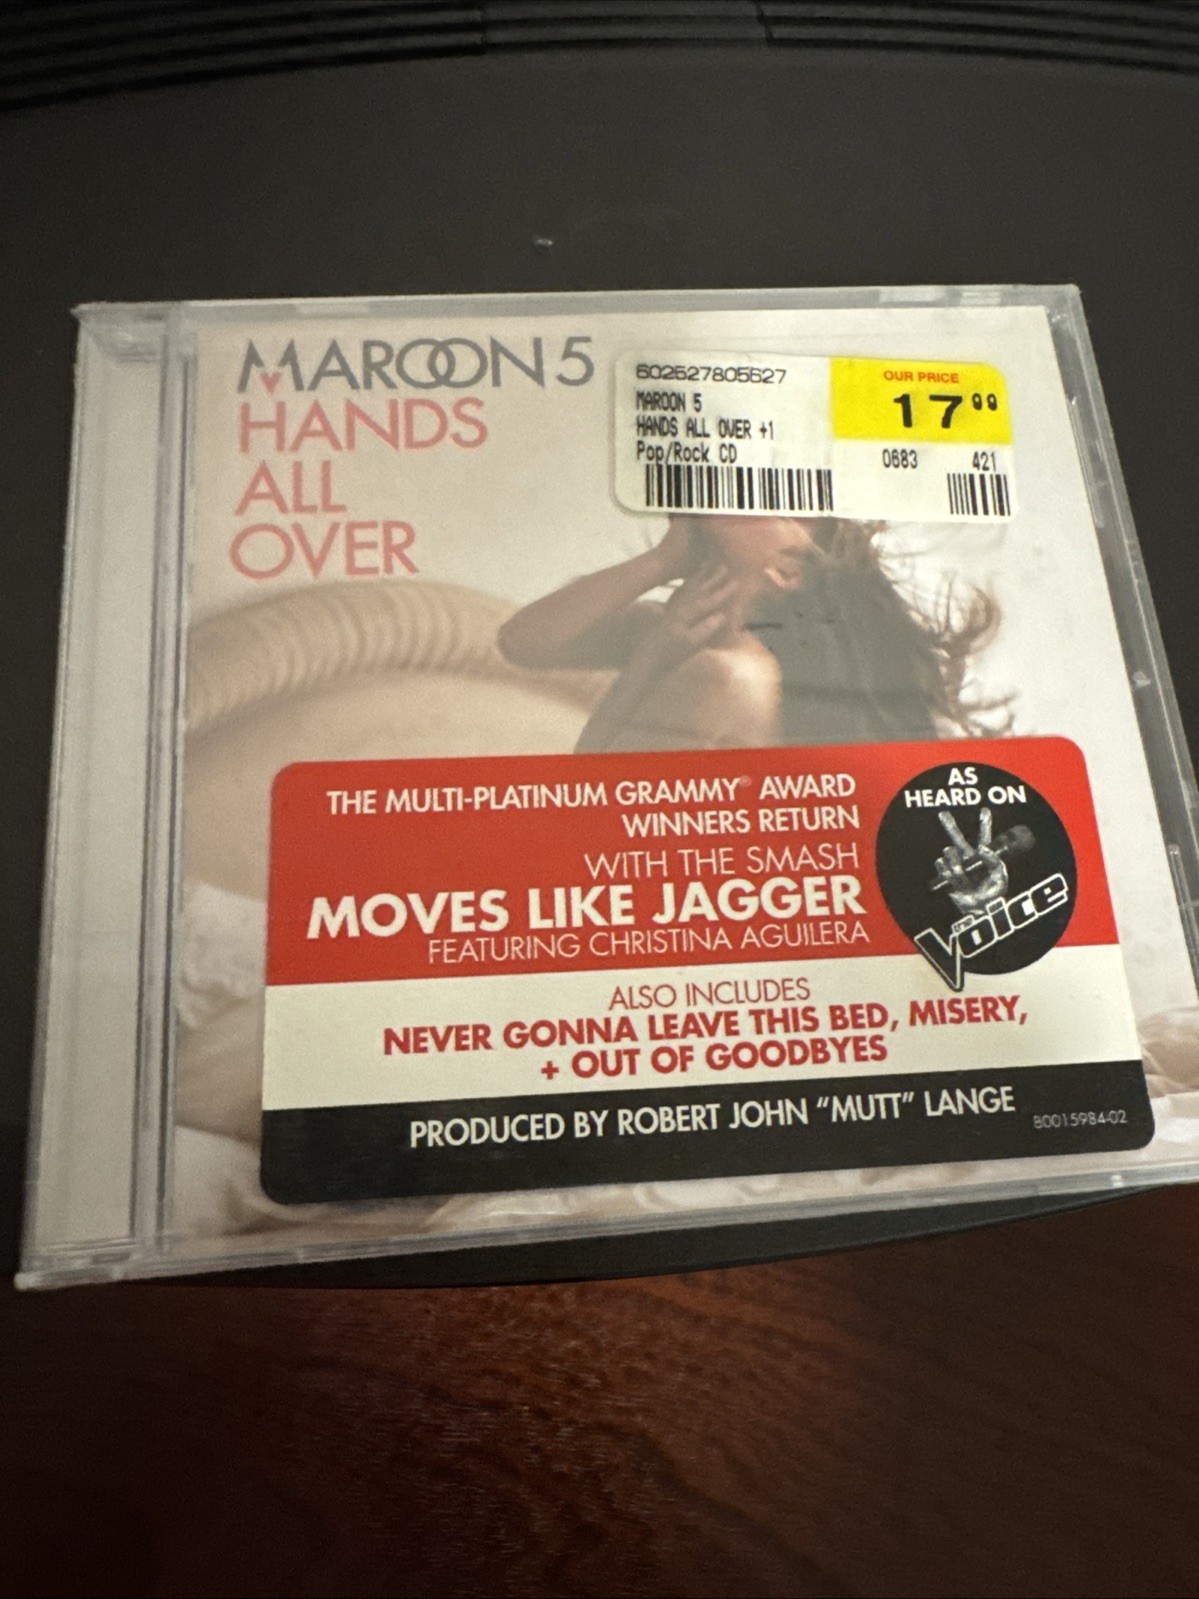 MAROON 5
HANDS
ALL
OVER
602527805627
MAROON 5
HANDS ALL OVER +1
Pop/Rock CD
OUR PRICE
17⁹⁹
0683 421
THE MULTI-PLATINUM GRAMMY® AWARD
WINNERS RETURN
WITH THE SMASH
MOVES LIKE JAGGER
FEATURING CHRISTINA AGUILERA
AS
HEARD ON
the Voice
ALSO INCLUDES
NEVER GONNA LEAVE THIS BED, MISERY,
+ OUT OF GOODBYES
PRODUCED BY ROBERT JOHN “MUTT” LANGE
B0015984-02